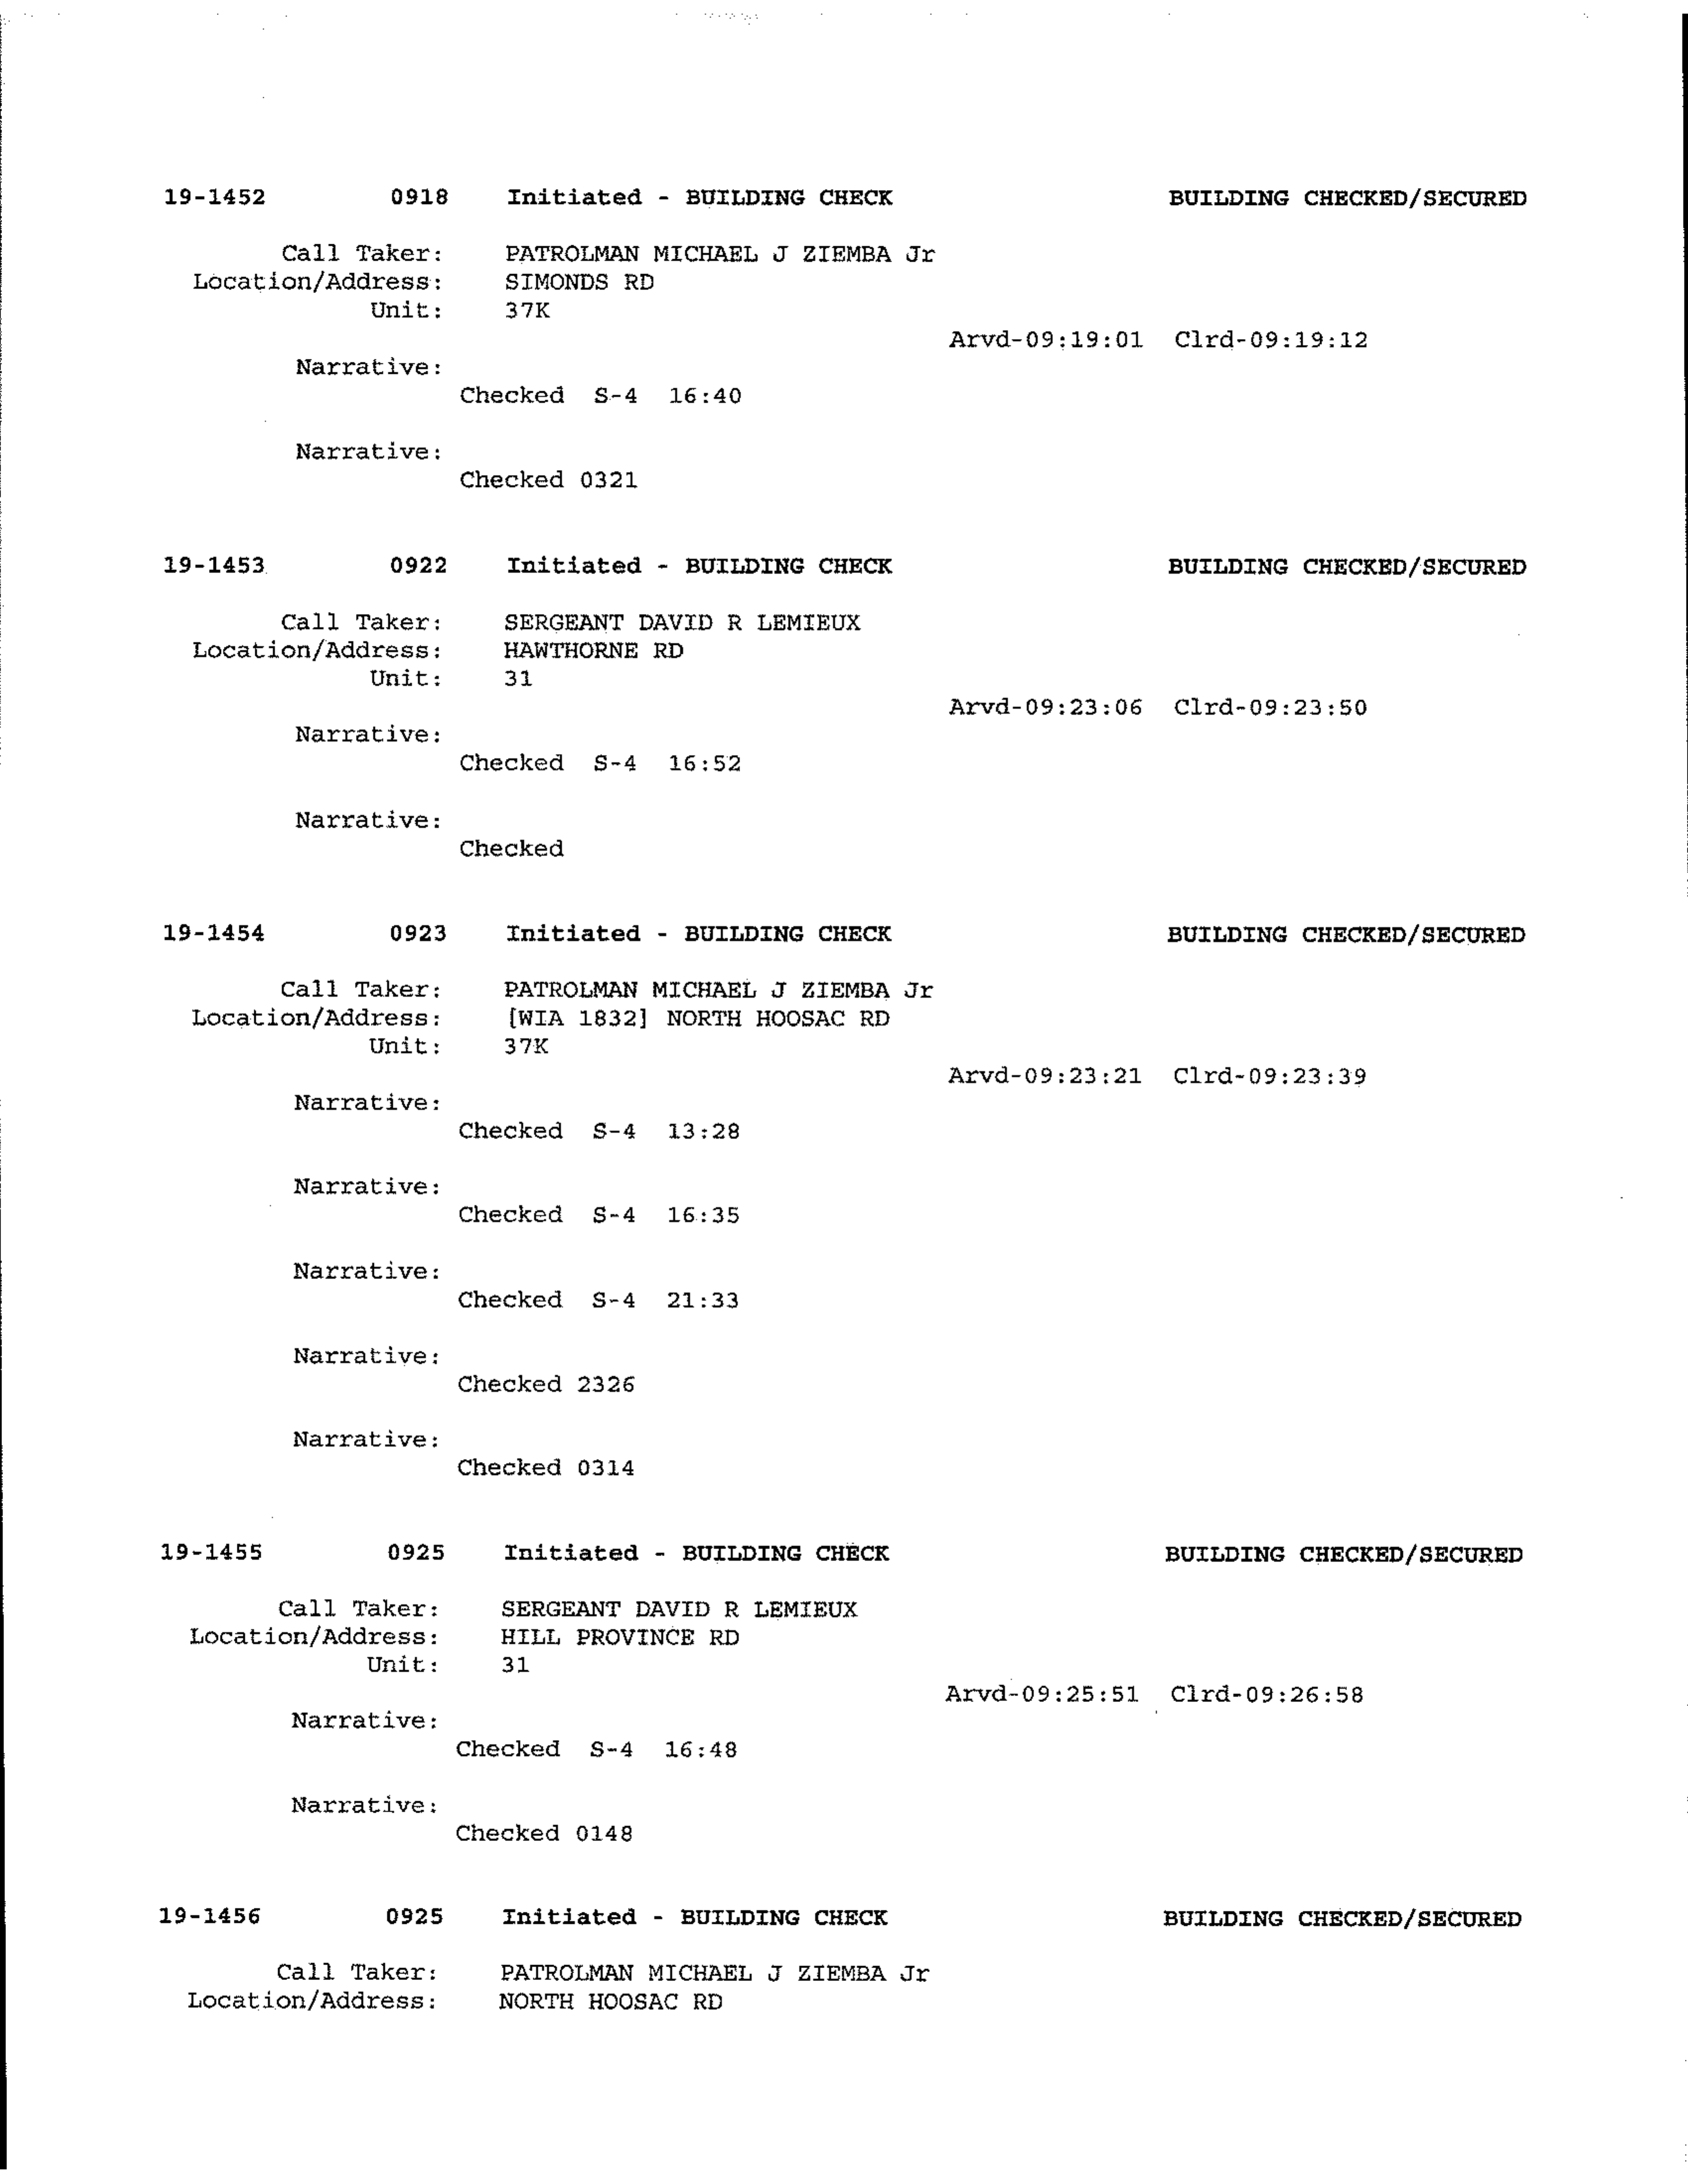 19-1452 0918 Initiated - BUILDING CHECK BUILDING CHECKED/SECURED
Call Taker: PATROLMAN MICHAEL J ZIEMBA Jr
Location/Address: SIMONDS RD
Unit: 37K
Arvd-09:19:01 Clrd-09:19:12
Narrative:
Checked S-4 16:40
Narrative:
Checked 0321
19-1453 0922 Initiated - BUILDING CHECK BUILDING CHECKED/SECURED
Call Taker: SERGEANT DAVID R LEMIEUX
Location/Address: HAWTHORNE RD
Unit: 31
Arvd-09:23:06 Clrd-09:23:50
Narrative:
Checked S-4 16:52
Narrative:
Checked
19-1454 0923 Initiated - BUILDING CHECK BUILDING CHECKED/SECURED
Call Taker: PATROLMAN MICHAEL J ZIEMBA Jr
Location/Address: [WIA 1832] NORTH HOOSAC RD
Unit: 37K
Arvd-09:23:21 Clrd-09:23:39
Narrative:
Checked S-4 13:28
Narrative:
Checked S-4 16:35
Narrative:
Checked S-4 21:33
Narrative:
Checked 2326
Narrative:
Checked 0314
19-1455 0925 Initiated - BUILDING CHECK BUILDING CHECKED/SECURED
Call Taker: SERGEANT DAVID R LEMIEUX
Location/Address: HILL PROVINCE RD
Unit: 31
Arvd-09:25:51 Clrd-09:26:58
Narrative:
Checked S-4 16:48
Narrative:
Checked 0148
19-1456 0925 Initiated - BUILDING CHECK BUILDING CHECKED/SECURED
Call Taker: PATROLMAN MICHAEL J ZIEMBA Jr
Location/Address: NORTH HOOSAC RD